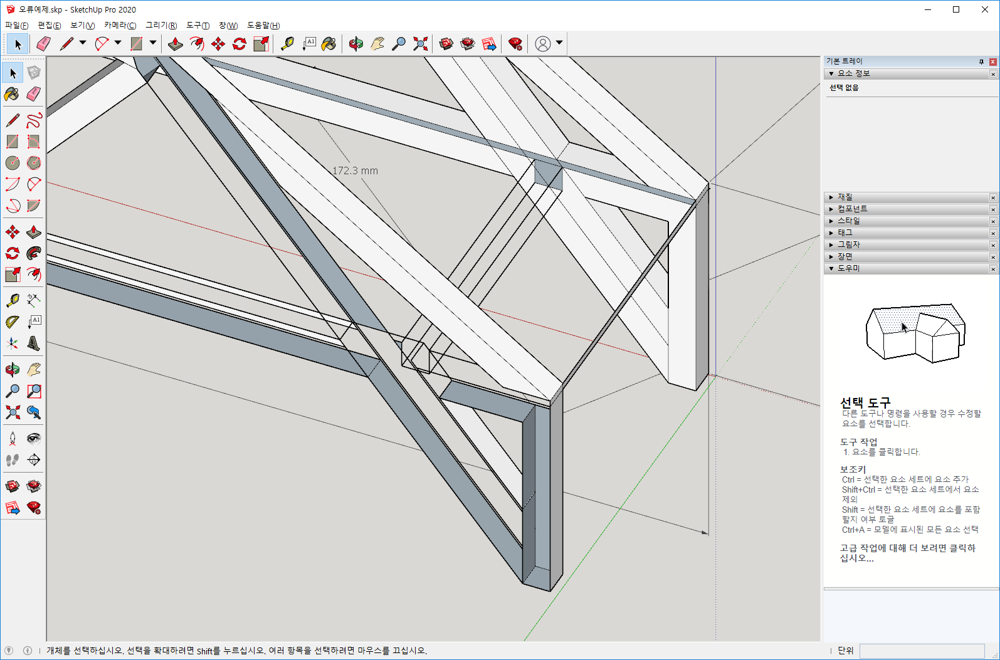 오류예제.skp - SketchUp Pro 2020
파일(F) 편집(E) 보기(V) 카메라(C) 그리기(R) 도구(T) 창(W) 도움말(H)
A1
기본 트레이
요소 정보
선택 없음
A1
172.3 mm
재질
컴포넌트
스타일
태그
그림자
장면
도우미
선택 도구
다른 도구나 명령을 사용할 경우 수정할
요소를 선택합니다.
도구 작업
1. 요소를 클릭합니다.
보조키
Ctrl = 선택한 요소 세트에 요소 추가
Shift+Ctrl = 선택한 요소 세트에서 요소
제외
Shift = 선택한 요소 세트에 요소를 포함
할지 여부 토글
Ctrl+A = 모델에 표시된 모든 요소 선택
고급 작업에 대해 더 보려면 클릭하
십시오...
개체를 선택하십시오. 선택을 확대하려면 Shift를 누르십시오. 여러 항목을 선택하려면 마우스를 끄십시오.
단위